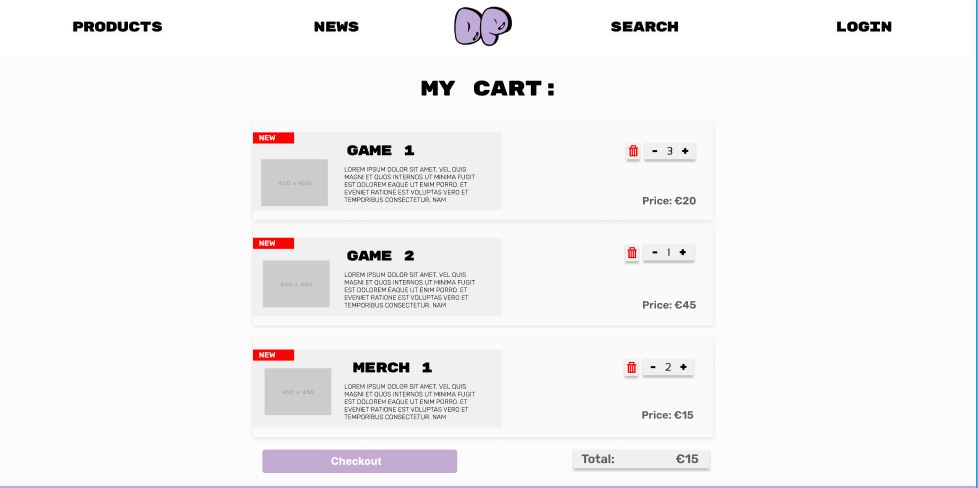 PRODUCTS NEWS DP SEARCH LOGIN
MY CART:
NEW
GAME 1
450 x 450
LOREM IPSUM DOLOR SIT AMET, VEL QUIS
MAGNI ET QUOS INTERNOS UT MINIMA FUGIT
EST DOLOREM EAQUE UT ENIM PORRO. ET
EVENIET RATIONE EST VOLUPTAS VERO ET
TEMPORIBUS CONSECTETUR. NAM
- 3 +
Price: €20
NEW
GAME 2
450 x 450
LOREM IPSUM DOLOR SIT AMET, VEL QUIS
MAGNI ET QUOS INTERNOS UT MINIMA FUGIT
EST DOLOREM EAQUE UT ENIM PORRO. ET
EVENIET RATIONE EST VOLUPTAS VERO ET
TEMPORIBUS CONSECTETUR. NAM
- 1 +
Price: €45
NEW
MERCH 1
450 x 450
LOREM IPSUM DOLOR SIT AMET, VEL QUIS
MAGNI ET QUOS INTERNOS UT MINIMA FUGIT
EST DOLOREM EAQUE UT ENIM PORRO. ET
EVENIET RATIONE EST VOLUPTAS VERO ET
TEMPORIBUS CONSECTETUR. NAM
- 2 +
Price: €15
Checkout
Total: €15